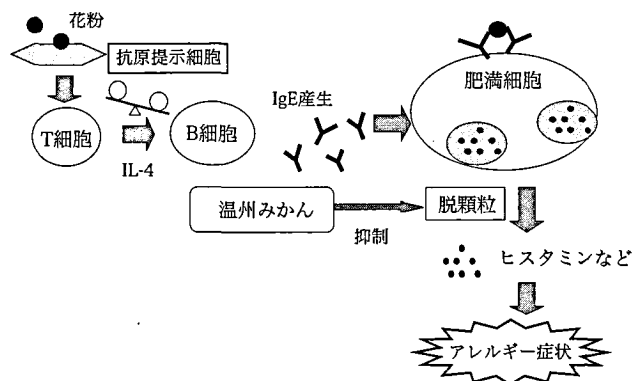 花粉
抗原提示細胞
T細胞
IL-4
B細胞
IgE産生
肥満細胞
温州みかん
抑制
脱顆粒
ヒスタミンなど
アレルギー症状